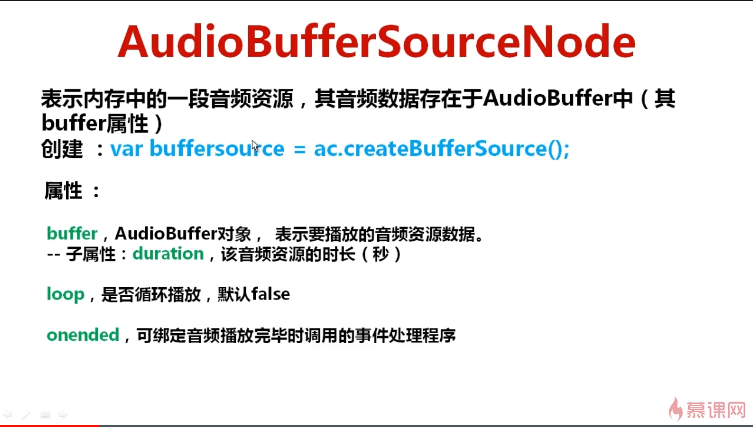 AudioBufferSourceNode
表示内存中的一段音频资源，其音频数据存在于AudioBuffer中（其
buffer属性）
创建 ：var buffersource = ac.createBufferSource();
属性 ：
buffer，AudioBuffer对象， 表示要播放的音频资源数据。
-- 子属性：duration，该音频资源的时长（秒）
loop，是否循环播放，默认false
onended，可绑定音频播放完毕时调用的事件处理程序
慕课网